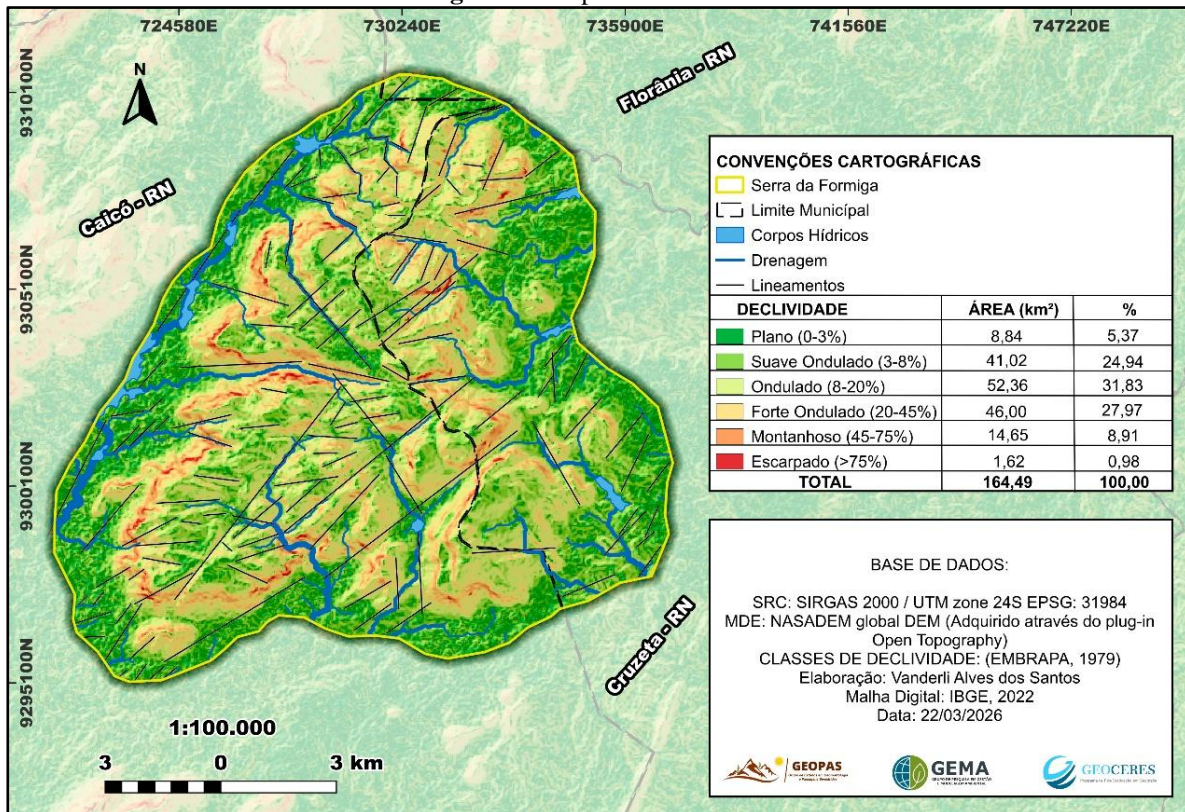 724580E 730240E 735900E 741560E 747220E
9310100N
9305100N
9300100N
9295100N
N
Florânia - RN
Caicó - RN
Cruzeta - RN
1:100.000
3 0 3 km
CONVENÇÕES CARTOGRÁFICAS
Serra da Formiga
Limite Municípal
Corpos Hídricos
Drenagem
Lineamentos
DECLIVIDADE ÁREA (km²) %
Plano (0-3%) 8,84 5,37
Suave Ondulado (3-8%) 41,02 24,94
Ondulado (8-20%) 52,36 31,83
Forte Ondulado (20-45%) 46,00 27,97
Montanhoso (45-75%) 14,65 8,91
Escarpado (>75%) 1,62 0,98
TOTAL 164,49 100,00
BASE DE DADOS:
SRC: SIRGAS 2000 / UTM zone 24S EPSG: 31984
MDE: NASADEM global DEM (Adquirido através do plug-in
Open Topography)
CLASSES DE DECLIVIDADE: (EMBRAPA, 1979)
Elaboração: Vanderli Alves dos Santos
Malha Digital: IBGE, 2022
Data: 22/03/2026
GEOPAS
GEMA
GEOCERES